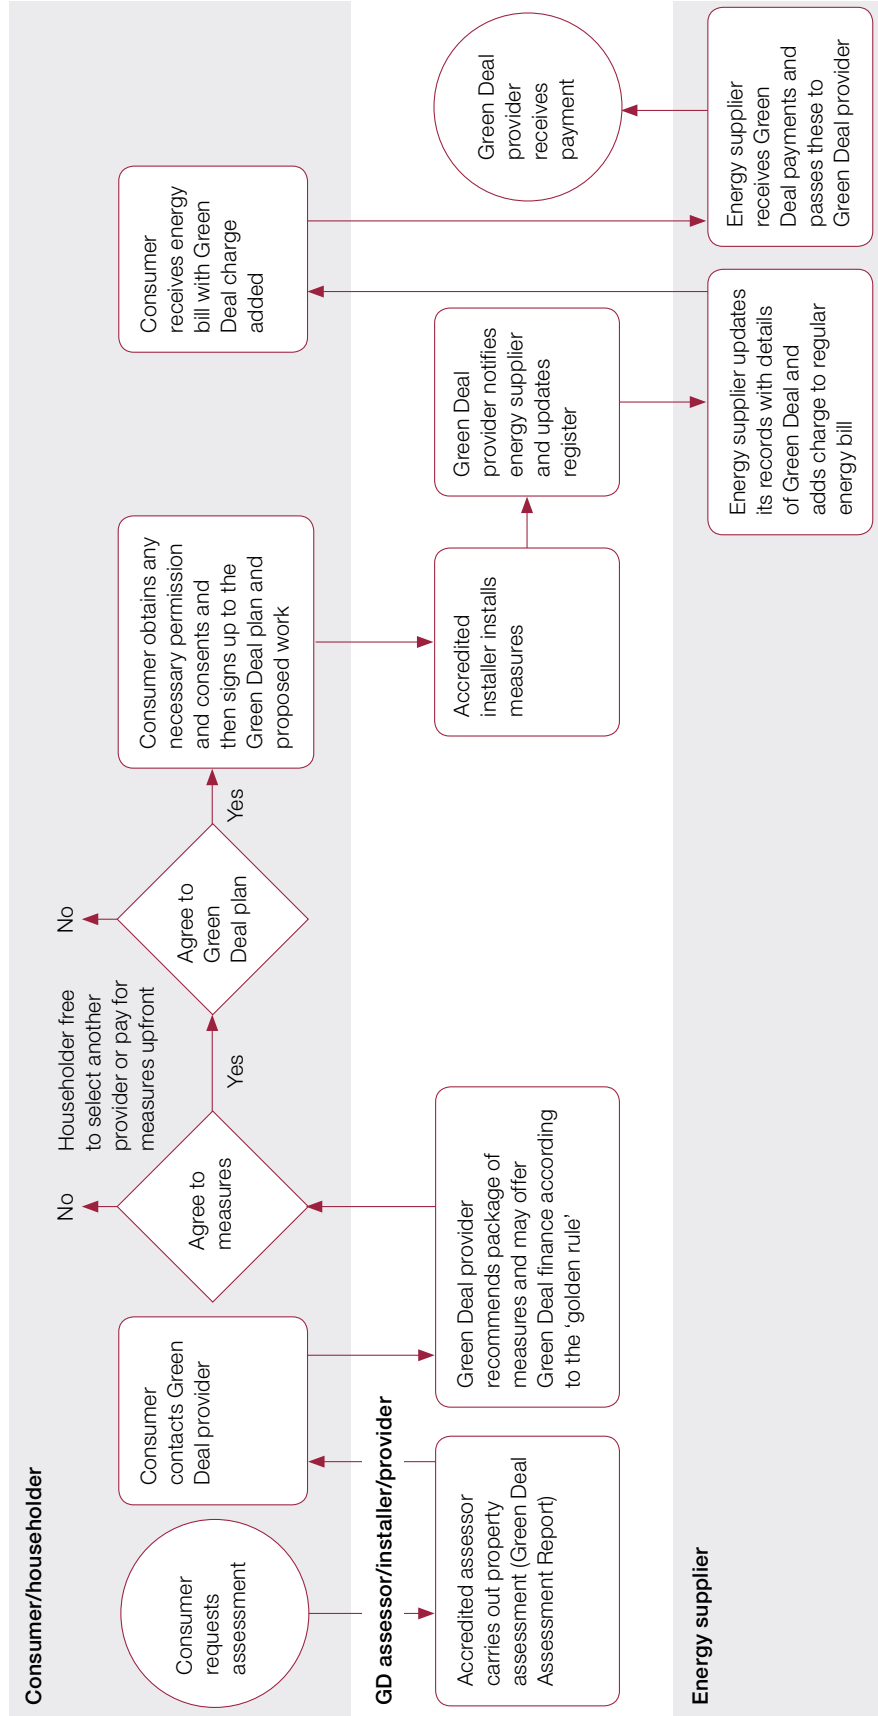 Consumer/householder
Consumer
requests
assessment
Consumer
contacts Green
Deal provider
No
Agree to
measures
Yes
Householder free
to select another
provider or pay for
measures upfront
No
Agree to
Green
Deal plan
Yes
Consumer obtains any
necessary permission
and consents and
then signs up to the
Green Deal plan and
proposed work
Consumer
receives energy
bill with Green
Deal charge
added
GD assessor/installer/provider
Accredited assessor
carries out property
assessment (Green Deal
Assessment Report)
Green Deal provider
recommends package of
measures and may offer
Green Deal finance according
to the ‘golden rule’
Accredited
installer installs
measures
Green Deal
provider notifies
energy supplier
and updates
register
Green Deal
provider
receives
payment
Energy supplier
Energy supplier updates
its records with details
of Green Deal and
adds charge to regular
energy bill
Energy supplier
receives Green
Deal payments and
passes these to
Green Deal provider